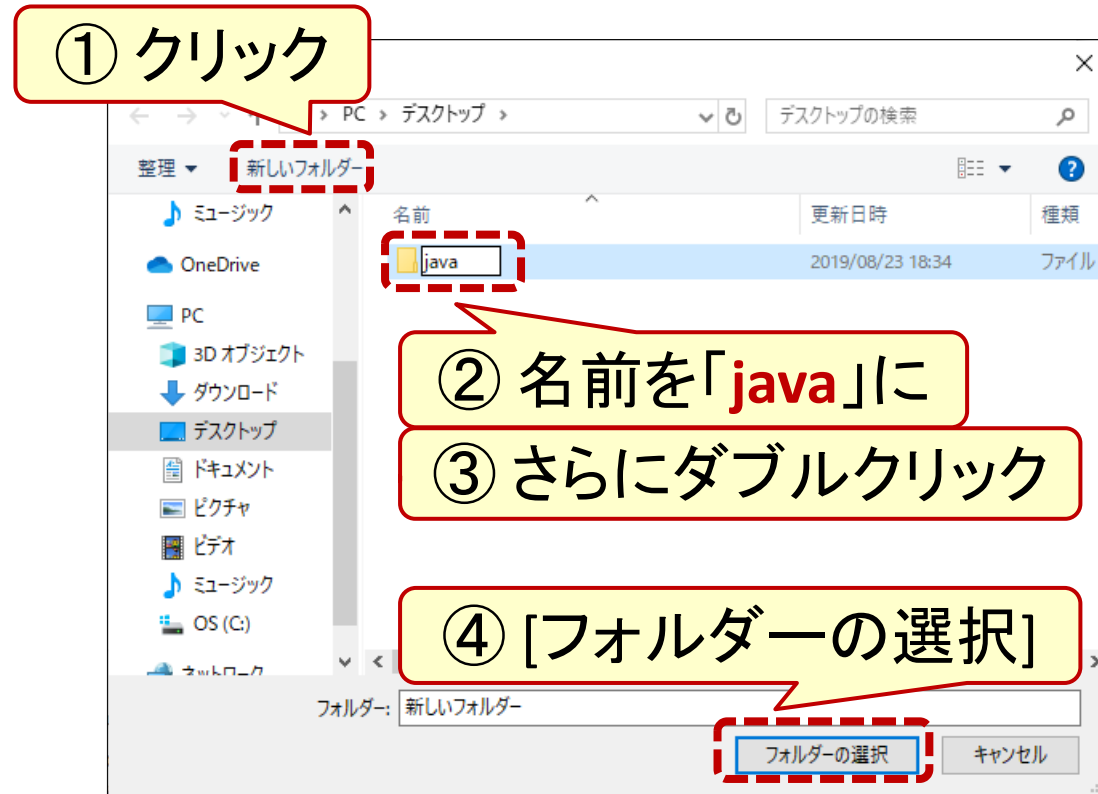 ① クリック
PC › デスクトップ ›
デスクトップの検索
整理
新しいフォルダー
名前
更新日時
種類
java
2019/08/23 18:34
ファイル
ミュージック
OneDrive
PC
3D オブジェクト
ダウンロード
デスクトップ
ドキュメント
ピクチャ
ビデオ
ミュージック
OS (C:)
ネットワーク
② 名前を「java」に
③ さらにダブルクリック
④ [フォルダーの選択]
フォルダー: 新しいフォルダー
フォルダーの選択
キャンセル